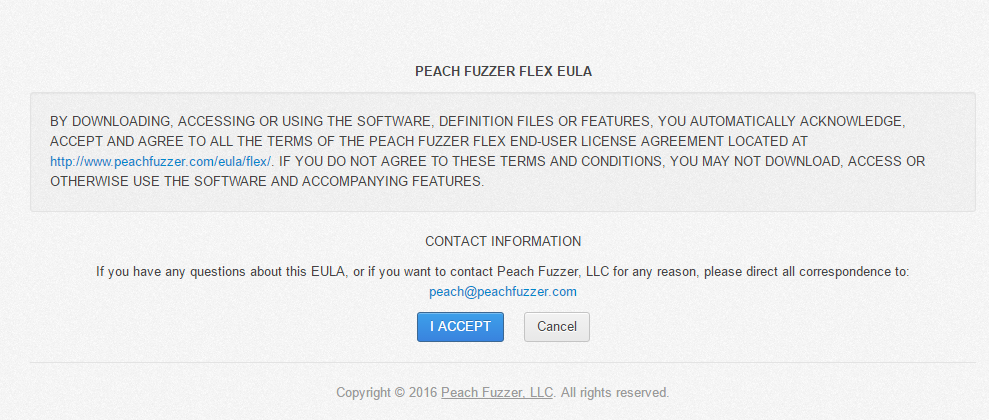 PEACH FUZZER FLEX EULA
BY DOWNLOADING, ACCESSING OR USING THE SOFTWARE, DEFINITION FILES OR FEATURES, YOU AUTOMATICALLY ACKNOWLEDGE,
ACCEPT AND AGREE TO ALL THE TERMS OF THE PEACH FUZZER FLEX END-USER LICENSE AGREEMENT LOCATED AT
http://www.peachfuzzer.com/eula/flex/. IF YOU DO NOT AGREE TO THESE TERMS AND CONDITIONS, YOU MAY NOT DOWNLOAD, ACCESS OR
OTHERWISE USE THE SOFTWARE AND ACCOMPANYING FEATURES.
CONTACT INFORMATION
If you have any questions about this EULA, or if you want to contact Peach Fuzzer, LLC for any reason, please direct all correspondence to:
peach@peachfuzzer.com
I ACCEPT Cancel
Copyright © 2016 Peach Fuzzer, LLC. All rights reserved.